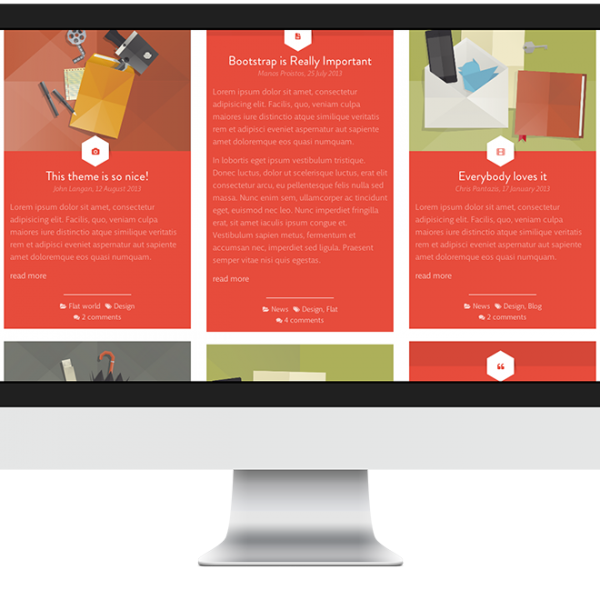 This theme is so nice!
John Langan, 12 August 2013
Lorem ipsum dolor sit amet, consectetur
adipisicing elit. Facilis, quo, veniam culpa
maiores iure distinctio atque similique veritatis
rem et dicta eveniet aspernatur aut sapiente
amet doloremque eos quasi numquam.
read more
Flat world Design
2 comments
Bootstrap is Really Important
25 July 2013
Lorem ipsum dolor sit amet, consectetur
adipisicing elit. Facilis, quo, veniam culpa
maiores iure distinctio atque similique veritatis
rem et dicta eveniet aspernatur aut sapiente
amet doloremque eos quasi numquam.
In lobortis eget ipsum vestibulum tristique.
Donec luctus, dolor ut scelerisque luctus, erat elit
consectetur arcu, eu pellentesque felis nulla sed
massa. Nunc enim sem, ullamcorper ac tincidunt
eget, euismod nec leo. Nunc imperdiet fringilla
erat, sit amet iaculis ipsum congue et.
Vestibulum sapien metus, fermentum et
accumsan nec, imperdiet sed ligula. Praesent
semper vitae nisi quis egestas.
read more
News Design, Flat
4 comments
Everybody loves it
Chris Pantazis, 17 January 2013
Lorem ipsum dolor sit amet, consectetur
adipisicing elit. Facilis, quo, veniam culpa
maiores iure distinctio atque similique veritatis
rem et dicta eveniet aspernatur aut sapiente
amet doloremque eos quasi numquam.
read more
News Design, Blog
2 comments